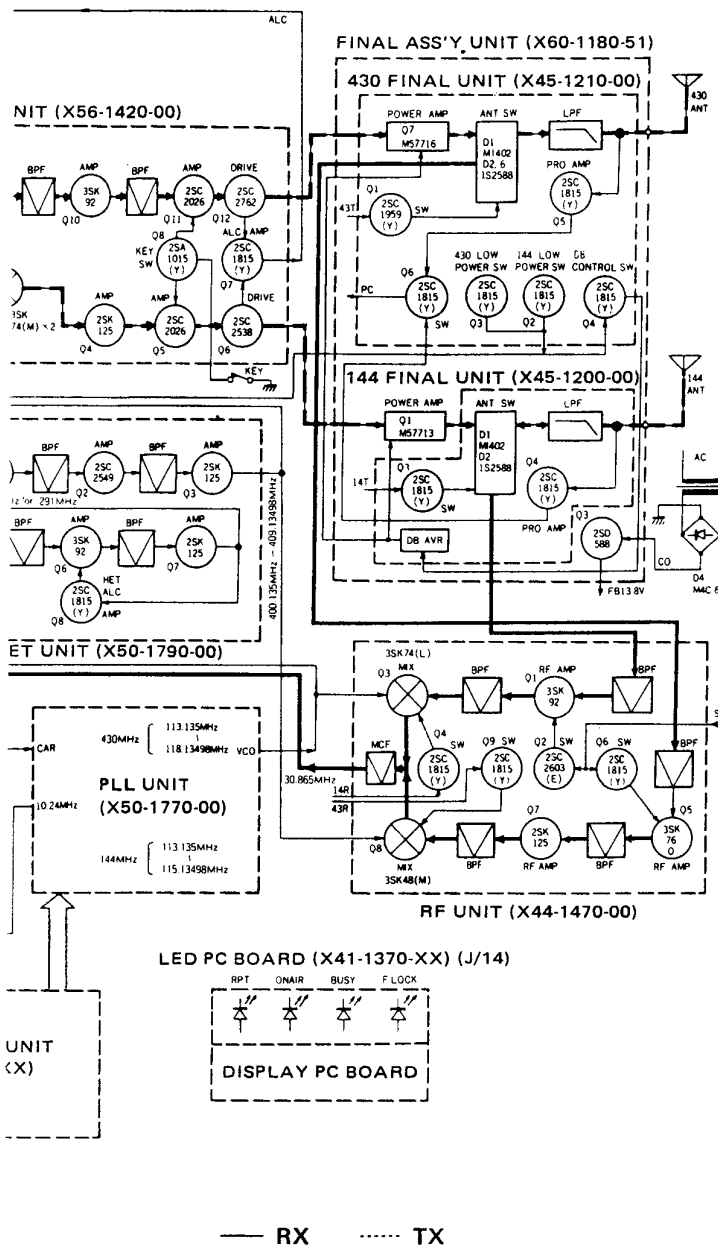 ALC
FINAL ASS'Y UNIT (X60-1180-51)
430 FINAL UNIT (X45-1210-00)
430
ANT
NIT (X56-1420-00)
POWER AMP
Q7
M57716
ANT SW
D1
MI402
D2, 6
1S2588
LPF
PRO AMP
2SC
1815
(Y)
Q5
BPF
AMP
3SK
92
Q10
BPF
AMP
2SC
2026
Q11
DRIVE
2SC
2762
Q12
Q1
43T
2SC
1959
(Y)
SW
Q8
KEY
SW
2SA
1015
(Y)
ALC AMP
2SC
1815
(Y)
Q7
Q6
PC
2SC
1815
(Y)
SW
430 LOW
POWER SW
2SC
1815
(Y)
Q3
144 LOW
POWER SW
2SC
1815
(Y)
Q2
DB
CONTROL SW
2SC
1815
(Y)
Q4
3SK
74(M) × 2
AMP
2SK
125
Q4
AMP
2SC
2026
Q5
DRIVE
2SC
2538
Q6
KEY
144 FINAL UNIT (X45-1200-00)
144
ANT
POWER AMP
Q1
M57713
ANT SW
D1
MI402
D2
1S2588
LPF
14T
Q3
2SC
1815
(Y)
SW
Q4
2SC
1815
(Y)
PRO AMP
DB AVR
Q3
2SD
588
FB13.8V
CO
AC
D4
M4C 6
BPF
AMP
2SC
2549
Q2
BPF
AMP
2SK
125
Q3
Hz for 291MHz
BPF
AMP
3SK
92
Q6
BPF
AMP
2SK
125
Q7
HET
ALC
AMP
2SC
1815
(Y)
Q8
400.135MHz ~ 409.13498MHz
ET UNIT (X50-1790-00)
3SK74(L)
MIX
Q3
BPF
RF AMP
Q1
3SK
92
BPF
Q4
SW
2SC
1815
(Y)
Q9 SW
2SC
1815
(Y)
Q2
SW
2SC
2603
(E)
Q6 SW
2SC
1815
(Y)
BPF
S
MCF
30.865MHz
14R
43R
Q8
MIX
3SK48(M)
BPF
Q7
2SK
125
RF AMP
BPF
Q5
3SK
76
O
RF AMP
RF UNIT (X44-1470-00)
CAR
430MHz
113.135MHz
118.13498MHz
VCO
PLL UNIT
(X50-1770-00)
10.24MHz
144MHz
113.135MHz
115.13498MHz
LED PC BOARD (X41-1370-XX) (J/14)
RPT ONAIR BUSY F.LOCK
DISPLAY PC BOARD
UNIT
XX)
RX TX